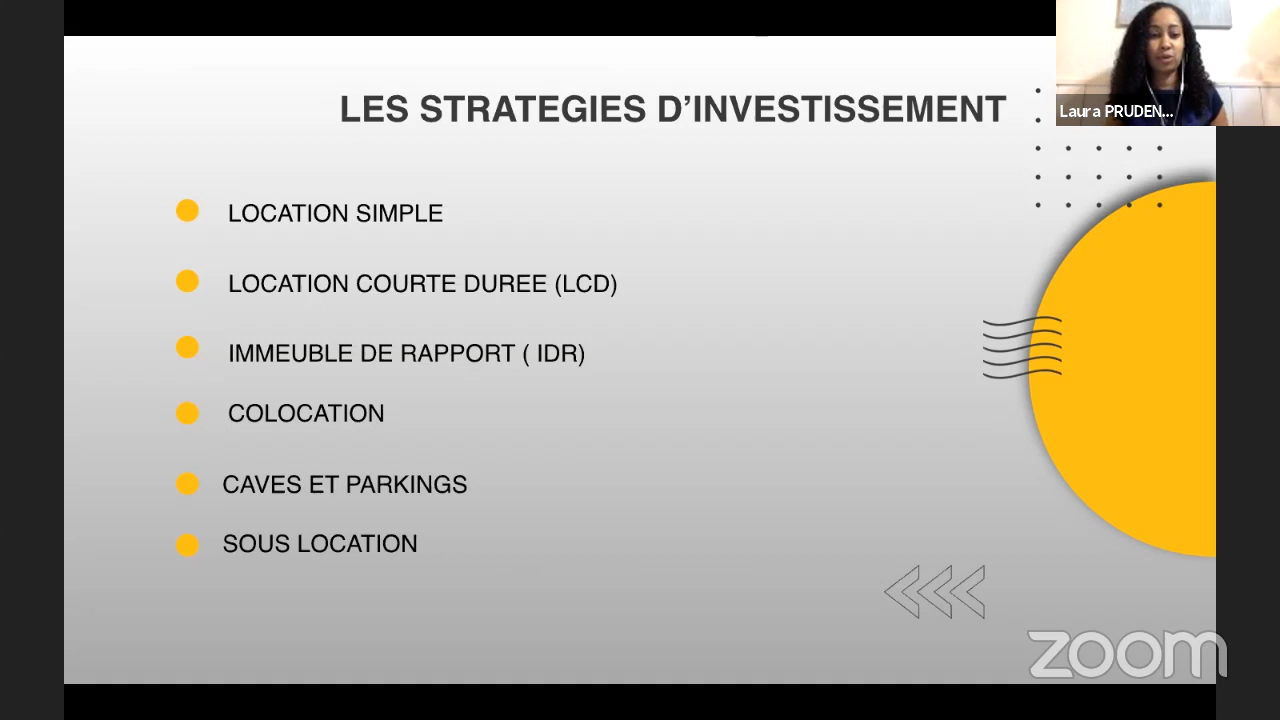 LES STRATEGIES D’INVESTISSEMENT
Laura PRUDEN...
LOCATION SIMPLE
LOCATION COURTE DUREE (LCD)
IMMEUBLE DE RAPPORT ( IDR)
COLOCATION
CAVES ET PARKINGS
SOUS LOCATION
zoom